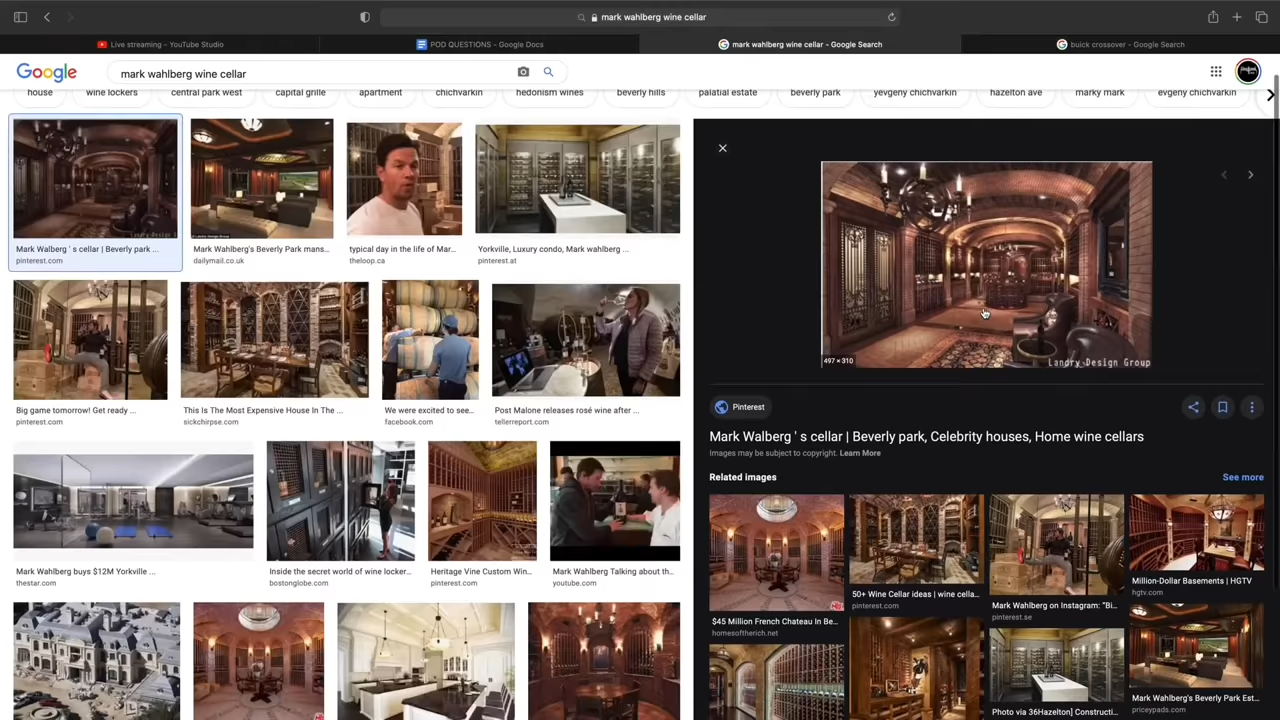 mark wahlberg wine cellar
Live streaming - YouTube Studio
POD QUESTIONS - Google Docs
mark wahlberg wine cellar - Google Search
buick crossover - Google Search
Google
mark wahlberg wine cellar
house
wine lockers
central park west
capital grille
apartment
chichvarkin
hedonism wines
beverly hills
palatial estate
beverly park
yevgeny chichvarkin
hazelton ave
marky mark
evgeny chichvarkin
Mark Walberg ' s cellar | Beverly park ...
pinterest.com
Mark Wahlberg's Beverly Park mans...
dailymail.co.uk
typical day in the life of Mar...
theloop.ca
Yorkville, Luxury condo, Mark wahlberg ...
pinterest.at
Big game tomorrow! Get ready ...
pinterest.com
This Is The Most Expensive House In The ...
sickchirpse.com
We were excited to see...
facebook.com
Post Malone releases rosé wine after ...
tellerreport.com
Mark Wahlberg buys $12M Yorkville ...
thestar.com
Inside the secret world of wine locker...
bostonglobe.com
Heritage Vine Custom Win...
pinterest.com
Mark Wahlberg Talking about th...
youtube.com
497 × 310
Landry Design Group
Pinterest
Mark Walberg ' s cellar | Beverly park, Celebrity houses, Home wine cellars
Images may be subject to copyright. Learn More
Related images
See more
$45 Million French Chateau In Be...
homesoftherich.net
50+ Wine Cellar ideas | wine cella...
pinterest.com
Mark Wahlberg on Instagram: "Bi...
pinterest.se
Million-Dollar Basements | HGTV
hgtv.com
Photo via 36Hazelton] Constructi...
Mark Wahlberg's Beverly Park Est...
priceypads.com